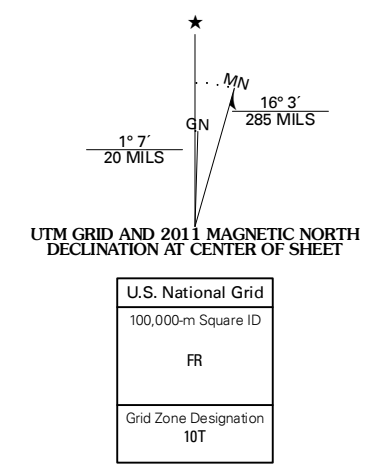 ★
MN
16° 3´
285 MILS
GN
1° 7´
20 MILS
UTM GRID AND 2011 MAGNETIC NORTH
DECLINATION AT CENTER OF SHEET
U.S. National Grid
100,000-m Square ID
FR
Grid Zone Designation
10T